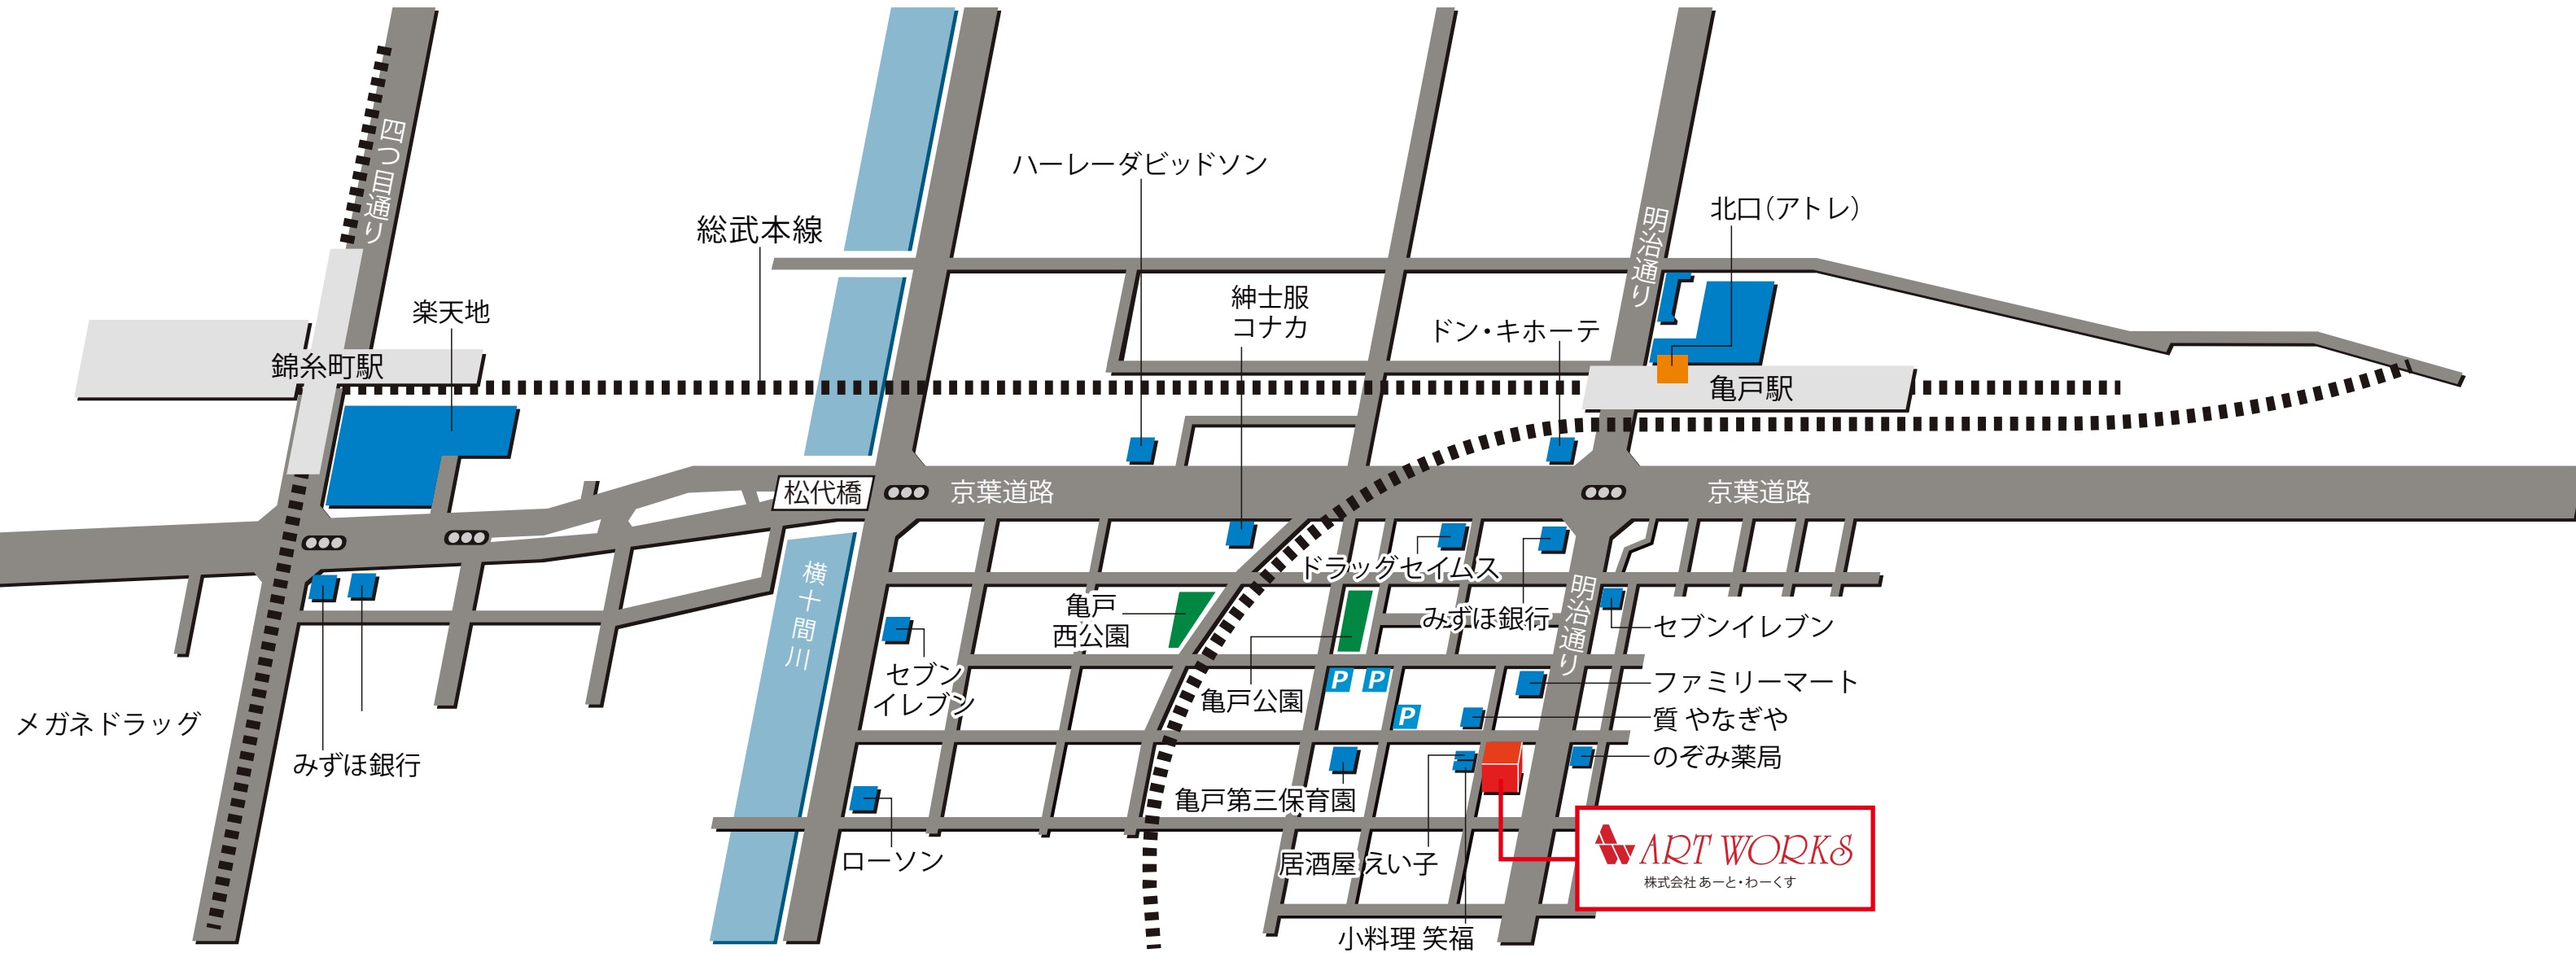 四つ目通り
ハーレーダビッドソン
北口（アトレ）
総武本線
明治通り
紳士服
コナカ
楽天地
ドン・キホーテ
錦糸町駅
亀戸駅
松代橋
京葉道路
京葉道路
横十間川
ドラッグセイムス
亀戸
西公園
みずほ銀行
明治通り
セブンイレブン
セブン
イレブン
亀戸公園
P
P
ファミリーマート
P
質 やなぎや
メガネドラッグ
みずほ銀行
のぞみ薬局
亀戸第三保育園
ローソン
居酒屋 えい子
ART WORKS
株式会社 あーと・わーくす
小料理 笑福